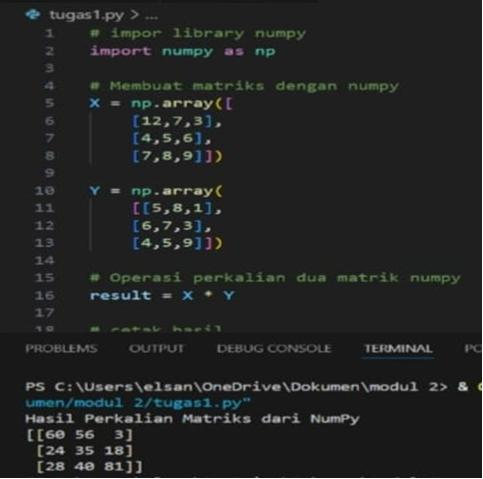 tugas1.py > ...
1 # impor library numpy
2 import numpy as np
3
4 # Membuat matriks dengan numpy
5 X = np.array([
6 [12,7,3],
7 [4,5,6],
8 [7,8,9]])
9
10 Y = np.array(
11 [[5,8,1],
12 [6,7,3],
13 [4,5,9]])
14
15 # Operasi perkalian dua matrik numpy
16 result = X * Y
17
18 # cetak hasil
PROBLEMS OUTPUT DEBUG CONSOLE TERMINAL PO
PS C:\Users\elsan\OneDrive\Dokumen\modul 2> &
umen/modul 2/tugas1.py"
Hasil Perkalian Matriks dari NumPy
[[60 56 3]
[24 35 18]
[28 40 81]]